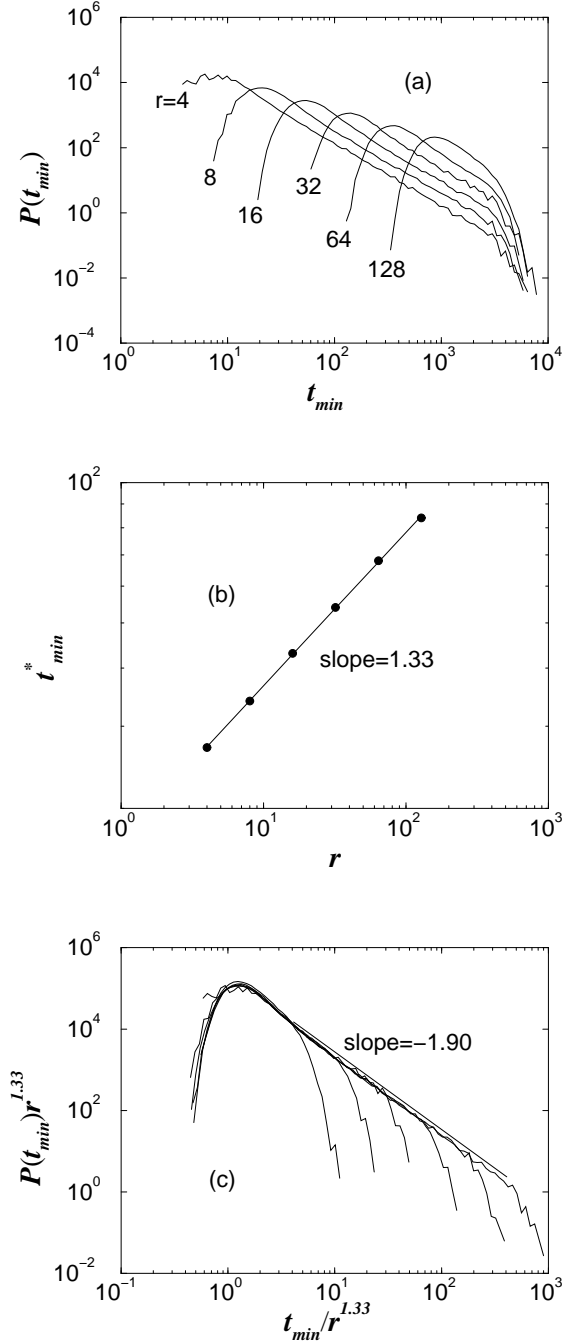 10^6
10^4
10^2
10^0
10^−2
10^−4
P(t_min)
(a)
r=4
8
16
32
64
128
10^0 10^1 10^2 10^3 10^4
t_min
10^2
t^*_min
(b)
slope=1.33
10^0 10^1 10^2 10^3
r
10^6
10^4
10^2
10^0
10^−2
P(t_min)r^1.33
slope=−1.90
(c)
10^−1 10^0 10^1 10^2 10^3
t_min/r^1.33